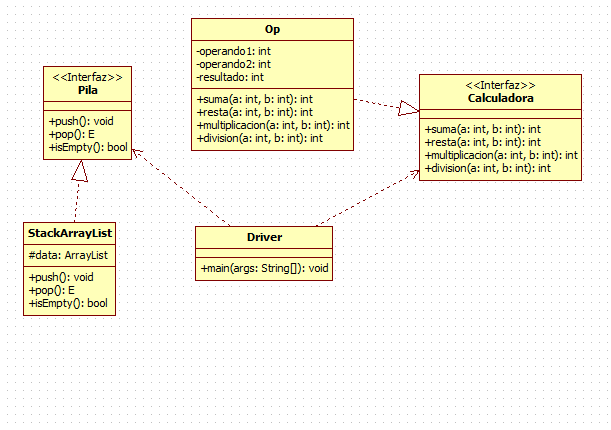 Op
-operando1: int
-operando2: int
-resultado: int
+suma(a: int, b: int): int
+resta(a: int, b: int): int
+multiplicacion(a: int, b: int): int
+division(a: int, b: int): int
<<Interfaz>>
Pila
+push(): void
+pop(): E
+isEmpty(): bool
<<Interfaz>>
Calculadora
+suma(a: int, b: int): int
+resta(a: int, b: int): int
+multiplicacion(a: int, b: int): int
+division(a: int, b: int): int
StackArrayList
#data: ArrayList
+push(): void
+pop(): E
+isEmpty(): bool
Driver
+main(args: String[]): void